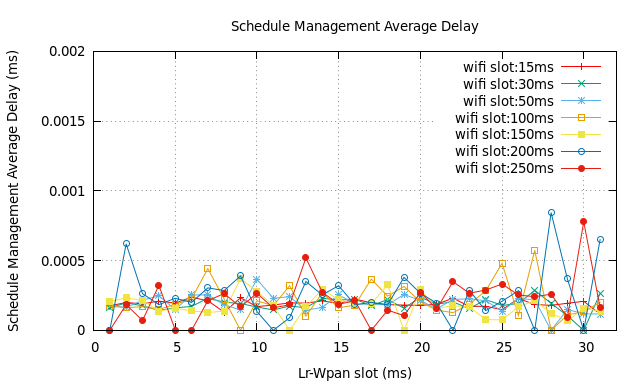 Schedule Management Average Delay
Schedule Management Average Delay (ms)
0.002
0.0015
0.001
0.0005
0
wifi slot:15ms
wifi slot:30ms
wifi slot:50ms
wifi slot:100ms
wifi slot:150ms
wifi slot:200ms
wifi slot:250ms
0 5 10 15 20 25 30
Lr-Wpan slot (ms)